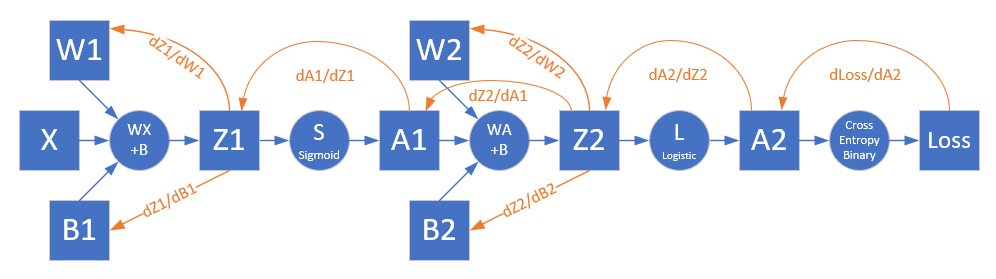 W1
dZ1/dW1
W2
dZ2/dW2
dA1/dZ1
dZ2/dA1
dA2/dZ2
dLoss/dA2
X
WX
+B
Z1
S
Sigmoid
A1
WA
+B
Z2
L
Logistic
A2
Cross
Entropy
Binary
Loss
B1
dZ1/dB1
B2
dZ2/dB2